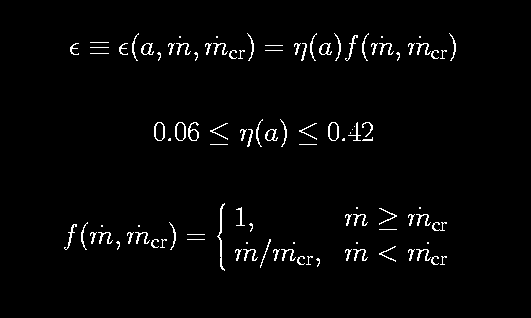 ϵ ≡ ϵ(a, ṁ, ṁ_cr) = η(a)f(ṁ, ṁ_cr)
0.06 ≤ η(a) ≤ 0.42
f(ṁ, ṁ_cr) = { 1, ṁ ≥ ṁ_cr
ṁ/ṁ_cr, ṁ < ṁ_cr